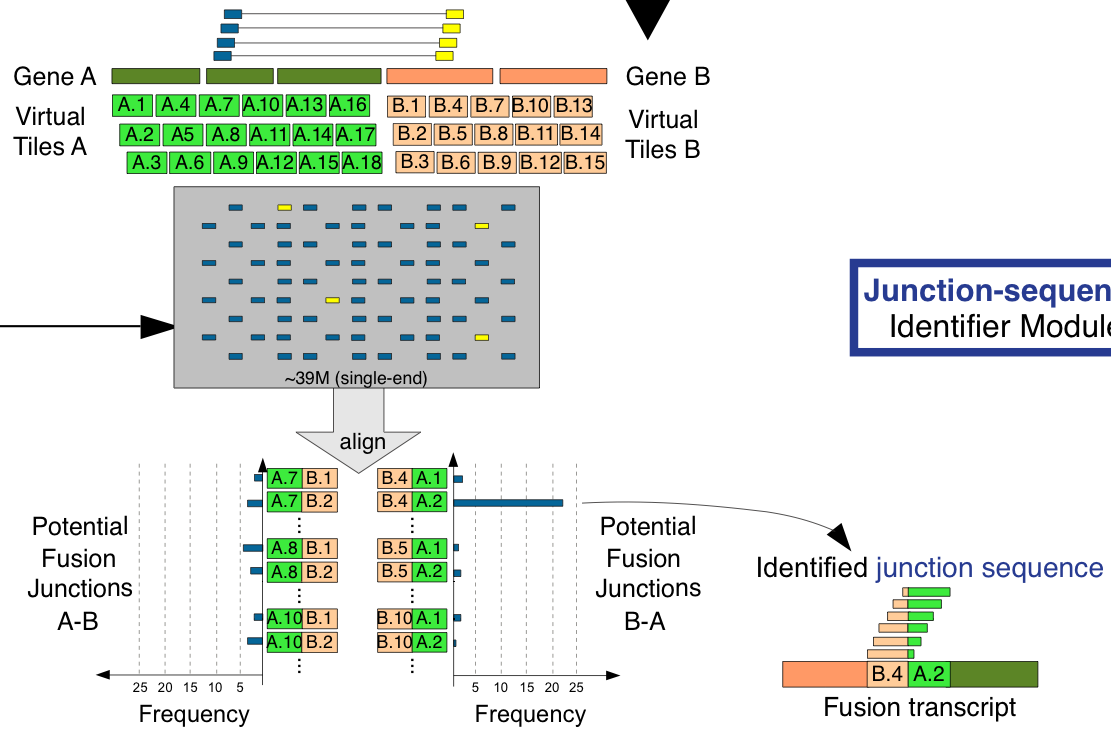 Gene A
Gene B
Virtual
Tiles A
A.1 A.4 A.7 A.10 A.13 A.16
A.2 A5 A.8 A.11 A.14 A.17
A.3 A.6 A.9 A.12 A.15 A.18
B.1 B.4 B.7 B.10 B.13
B.2 B.5 B.8 B.11 B.14
B.3 B.6 B.9 B.12 B.15
Virtual
Tiles B
~39M (single-end)
Junction-sequen
Identifier Module
align
Potential
Fusion
Junctions
A-B
A.7 B.1
A.7 B.2
A.8 B.1
A.8 B.2
A.10 B.1
A.10 B.2
25 20 15 10 5
Frequency
B.4 A.1
B.4 A.2
B.5 A.1
B.5 A.2
B.10 A.1
B.10 A.2
5 10 15 20 25
Frequency
Potential
Fusion
Junctions
B-A
Identified junction sequence
B.4 A.2
Fusion transcript